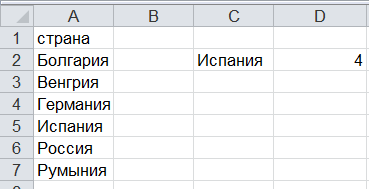 A B C D
1 страна
2 Болгария Испания 4
3 Венгрия
4 Германия
5 Испания
6 Россия
7 Румыния